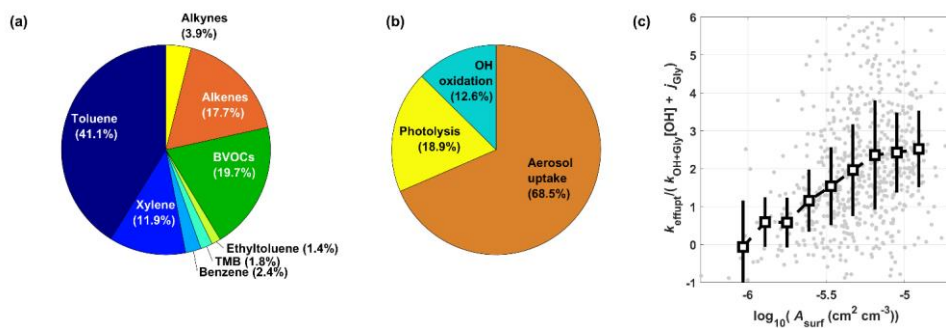 (a)
Alkynes
(3.9%)
Alkenes
(17.7%)
Toluene
(41.1%)
BVOCs
(19.7%)
Xylene
(11.9%)
Ethyltoluene (1.4%)
TMB (1.8%)
Benzene (2.4%)
(b)
OH
oxidation
(12.6%)
Photolysis
(18.9%)
Aerosol
uptake
(68.5%)
(c)
k_effupt/( k_OH+Gly[OH] + j_Gly)
6
5
4
3
2
1
0
-1
-6
-5.5
-5
log10( A_surf (cm² cm⁻³))